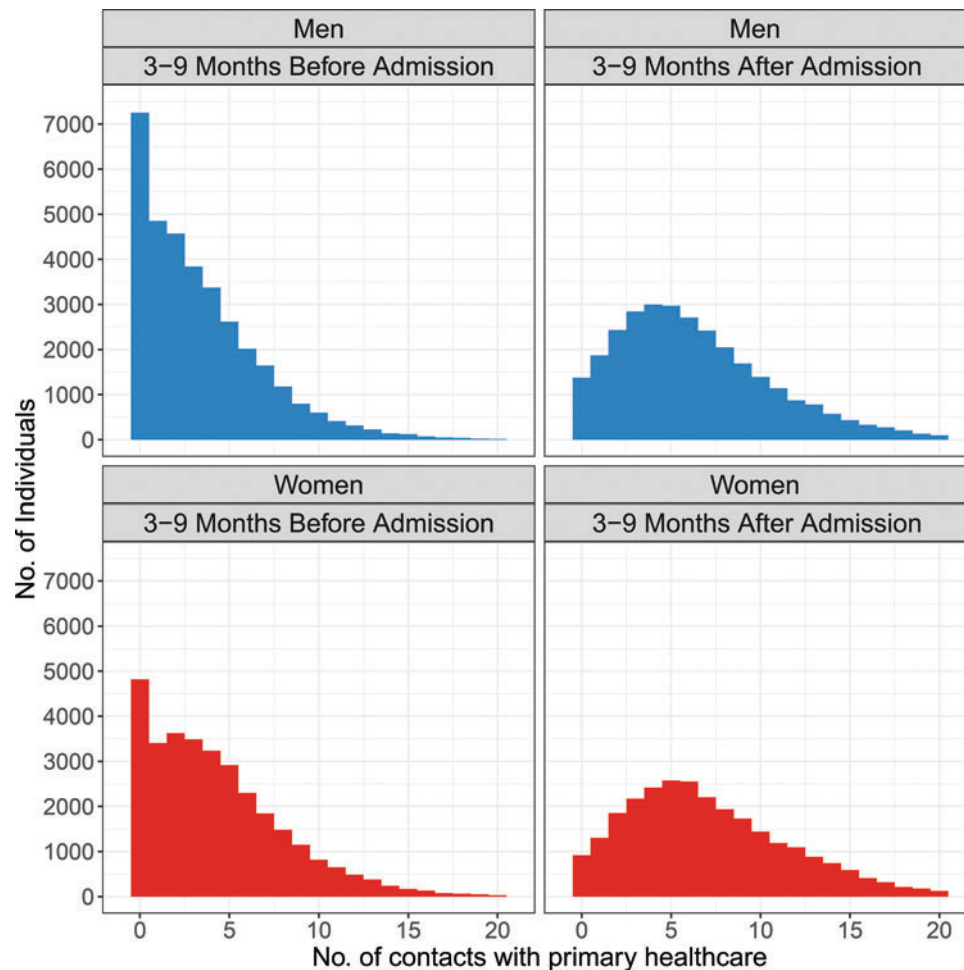 Men
Men
3−9 Months Before Admission
3−9 Months After Admission
7000
6000
5000
4000
3000
2000
1000
0
No. of Individuals
Women
Women
3−9 Months Before Admission
3−9 Months After Admission
7000
6000
5000
4000
3000
2000
1000
0
0 5 10 15 20
0 5 10 15 20
No. of contacts with primary healthcare